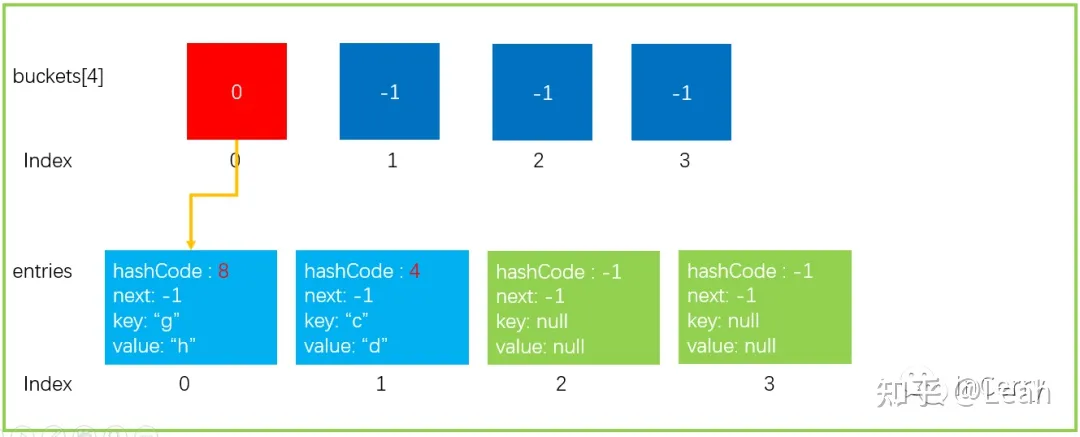 buckets[4]
0 -1 -1 -1
Index 0 1 2 3
entries
hashCode : 8
next: -1
key: “g”
value: “h”
hashCode : 4
next: -1
key: “c”
value: “d”
hashCode : -1
next: -1
key: null
value: null
hashCode : -1
next: -1
key: null
value: null
Index 0 1 2 3
知乎 @Leah